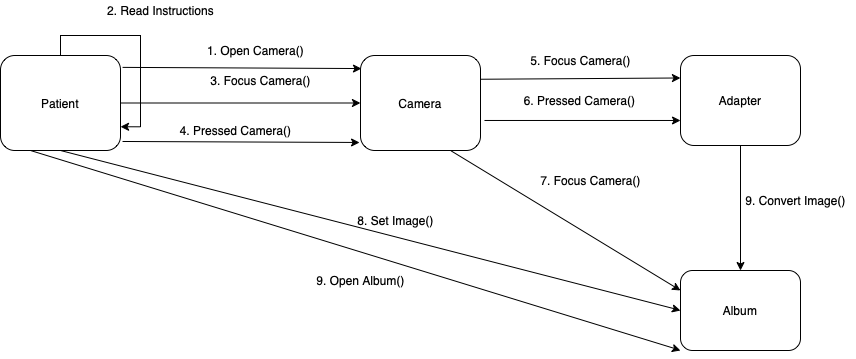 2. Read Instructions
1. Open Camera()
3. Focus Camera()
4. Pressed Camera()
5. Focus Camera()
6. Pressed Camera()
Patient
Camera
Adapter
7. Focus Camera()
9. Convert Image()
8. Set Image()
9. Open Album()
Album